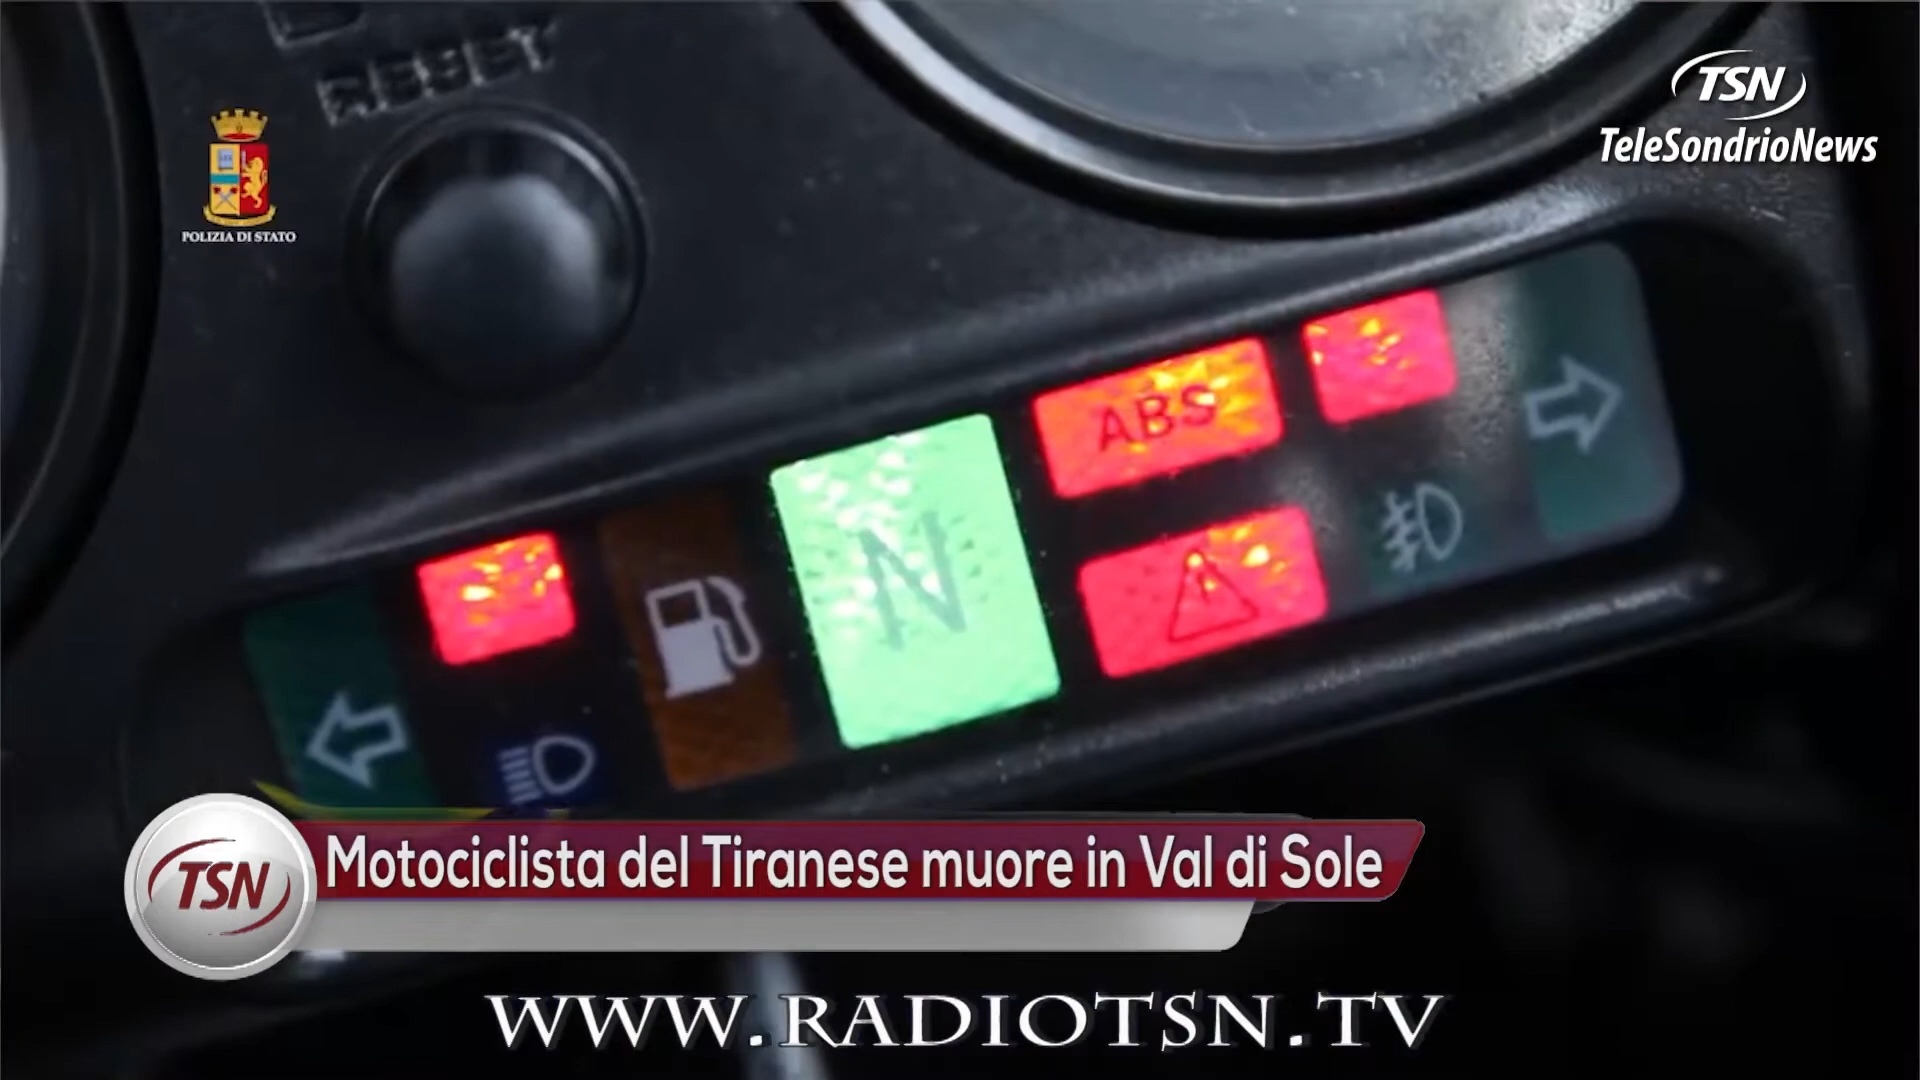 RESET
TSN
TeleSondrioNews
POLIZIA DI STATO
ABS
N
TSN
Motociclista del Tiranese muore in Val di Sole
WWW.RADIOTSN.TV